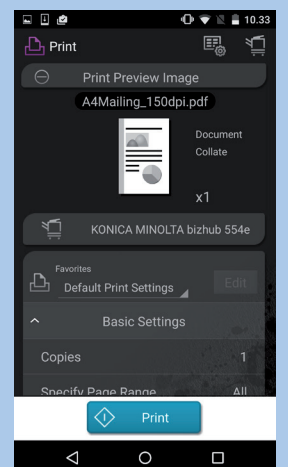 10.33
Print
Print Preview Image
A4Mailing_150dpi.pdf
Document
Collate
x1
KONICA MINOLTA bizhub 554e
Favorites
Default Print Settings
Edit
Basic Settings
Copies 1
Specify Page Range All
Print